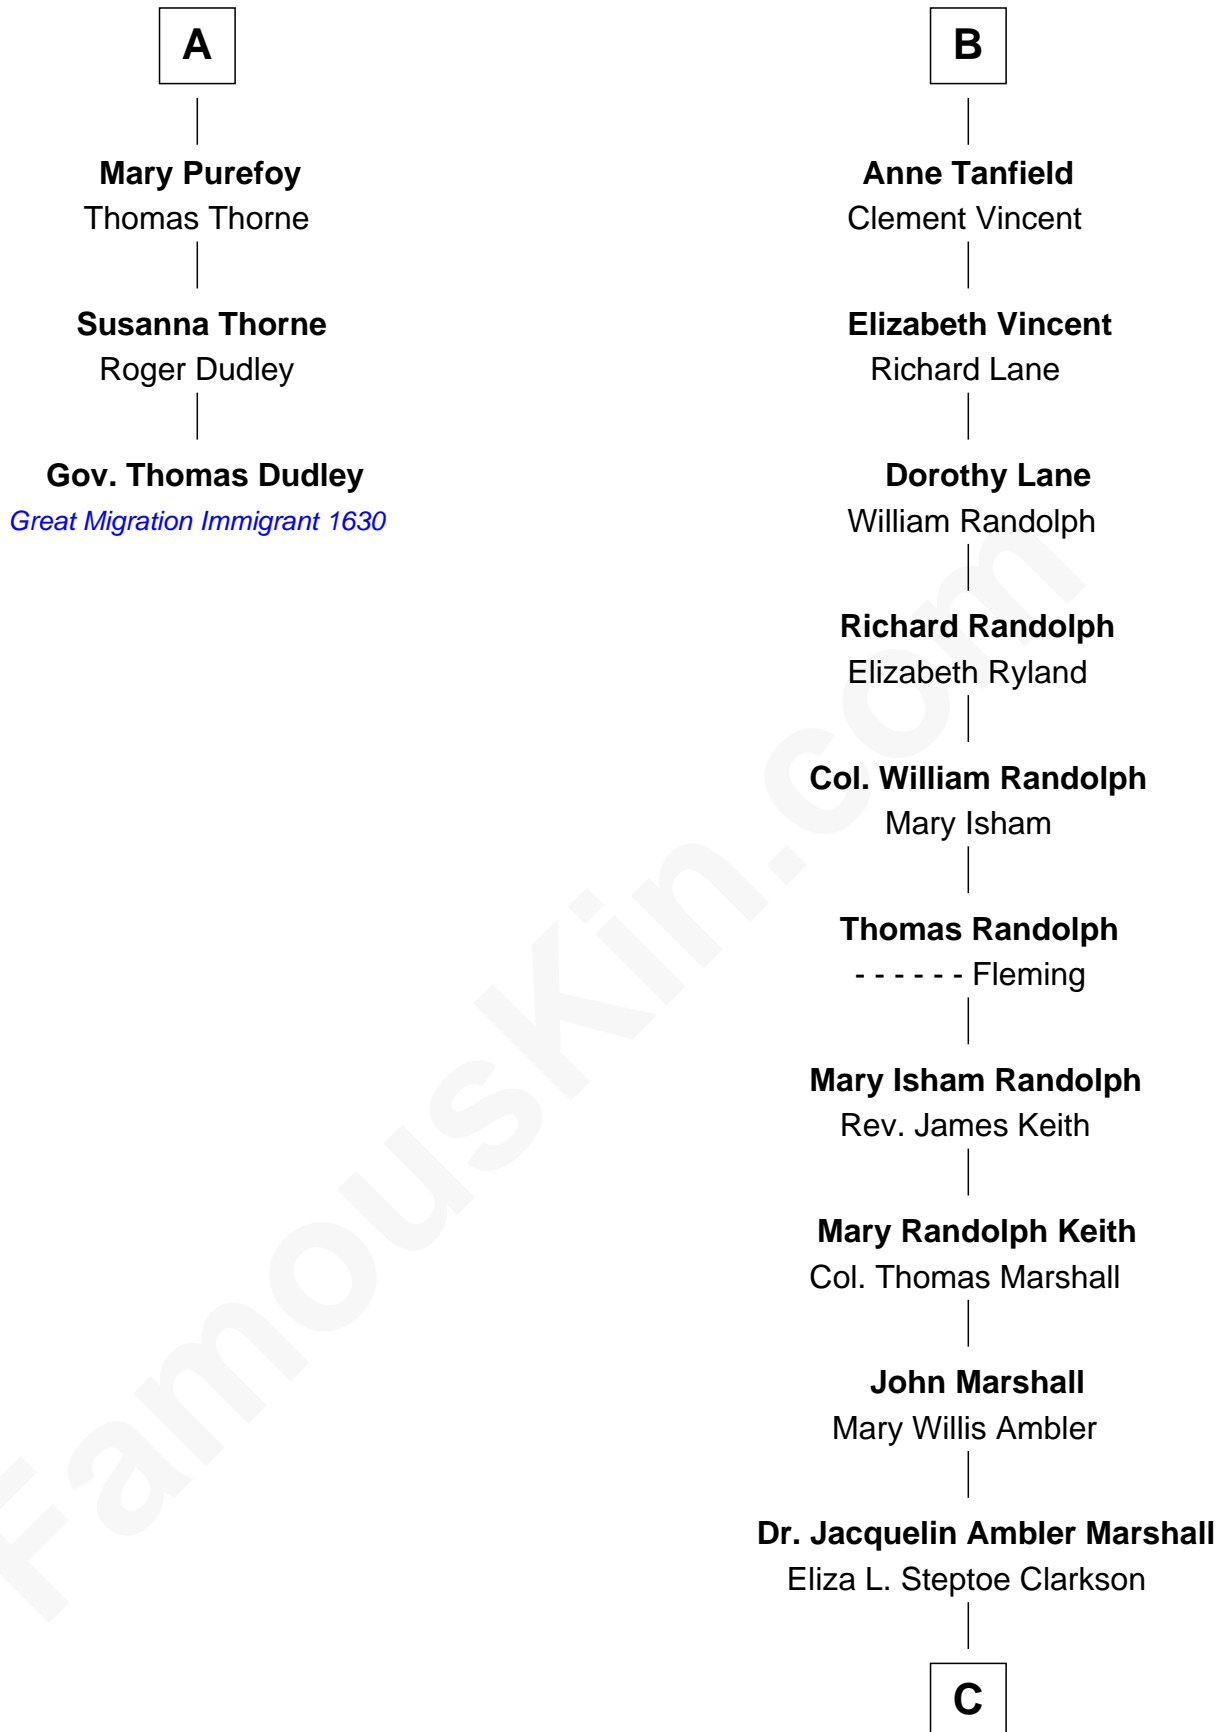 A
Mary Purefoy
Thomas Thorne
Susanna Thorne
Roger Dudley
Gov. Thomas Dudley
Great Migration Immigrant 1630
B
Anne Tanfield
Clement Vincent
Elizabeth Vincent
Richard Lane
Dorothy Lane
William Randolph
Richard Randolph
Elizabeth Ryland
Col. William Randolph
Mary Isham
Thomas Randolph
- - - - - - Fleming
Mary Isham Randolph
Rev. James Keith
Mary Randolph Keith
Col. Thomas Marshall
John Marshall
Mary Willis Ambler
Dr. Jacquelin Ambler Marshall
Eliza L. Steptoe Clarkson
C
FamousKin.com